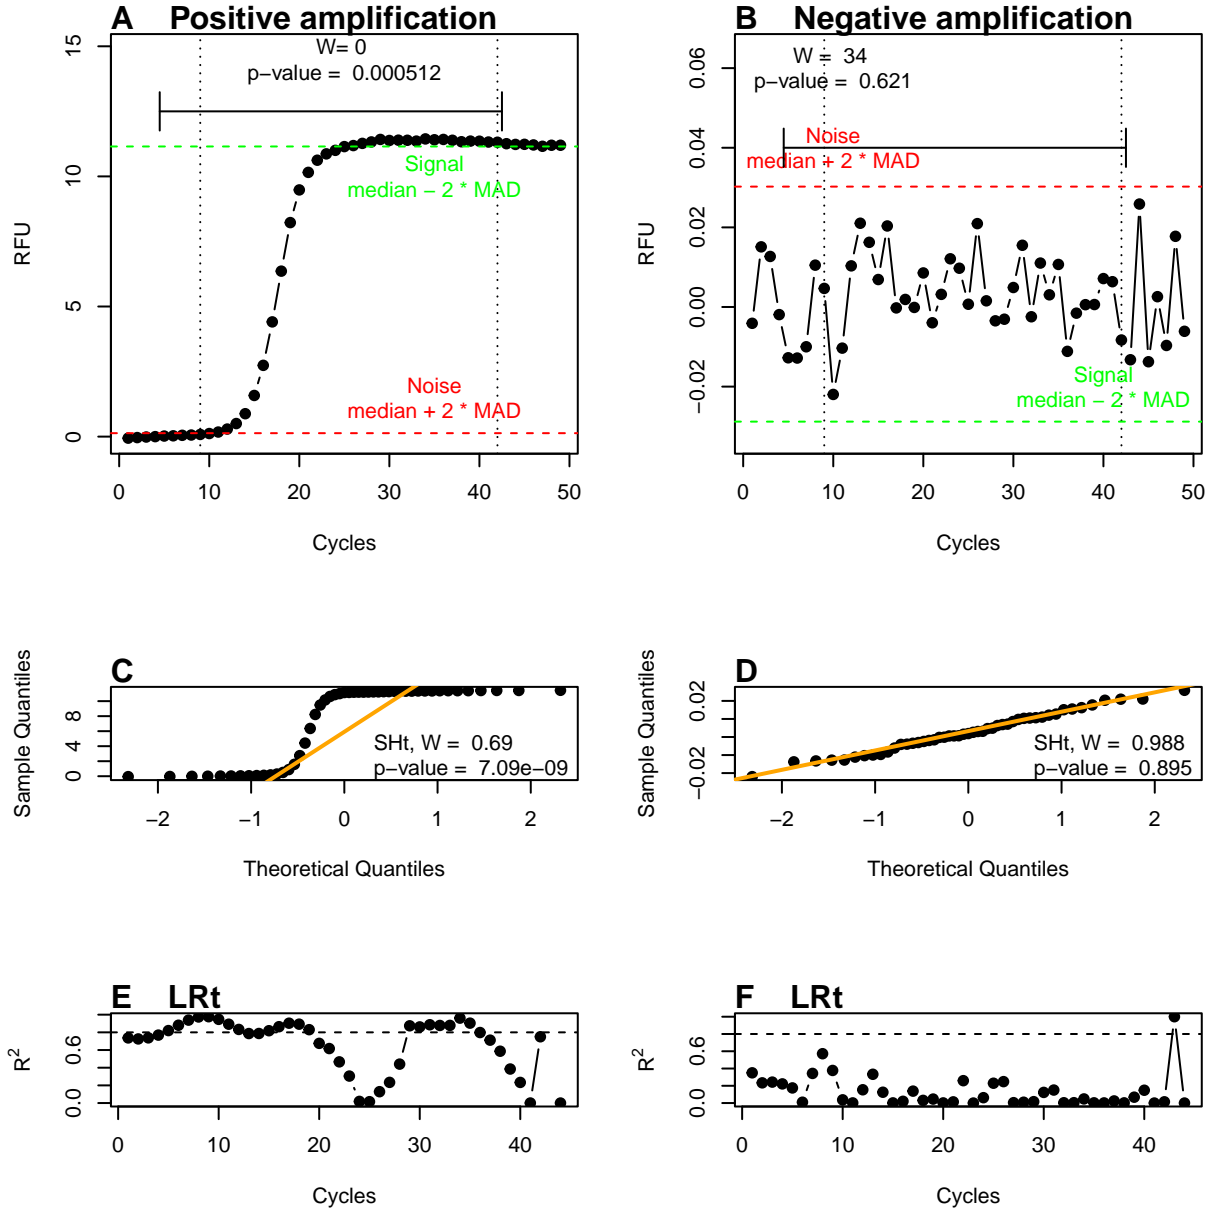 A Positive amplification
W= 0
p−value = 0.000512
Signal
median − 2 * MAD
Noise
median + 2 * MAD
RFU
0 5 10 15
0 10 20 30 40 50
Cycles
B Negative amplification
W = 34
p−value = 0.621
Noise
median + 2 * MAD
Signal
median − 2 * MAD
RFU
−0.02 0.00 0.02 0.04 0.06
0 10 20 30 40 50
Cycles
C
SHt, W = 0.69
p−value = 7.09e−09
Sample Quantiles
0 4 8
−2 −1 0 1 2
Theoretical Quantiles
D
SHt, W = 0.988
p−value = 0.895
Sample Quantiles
−0.02 0.02
−2 −1 0 1 2
Theoretical Quantiles
E LRt
R²
0.0 0.6
0 10 20 30 40
Cycles
F LRt
R²
0.0 0.6
0 10 20 30 40
Cycles